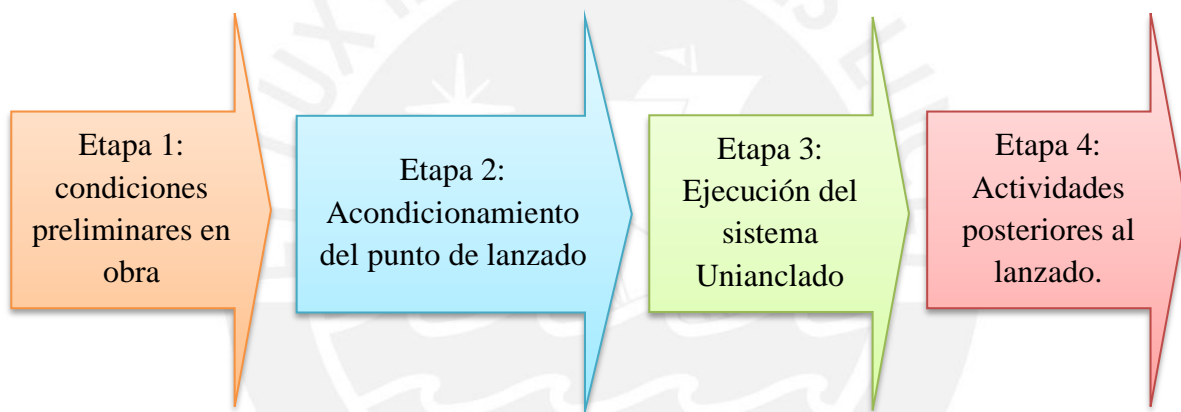 Etapa 1:
condiciones
preliminares en
obra
Etapa 2:
Acondicionamiento
del punto de lanzado
Etapa 3:
Ejecución del
sistema
Unianclado
Etapa 4:
Actividades
posteriores al
lanzado.